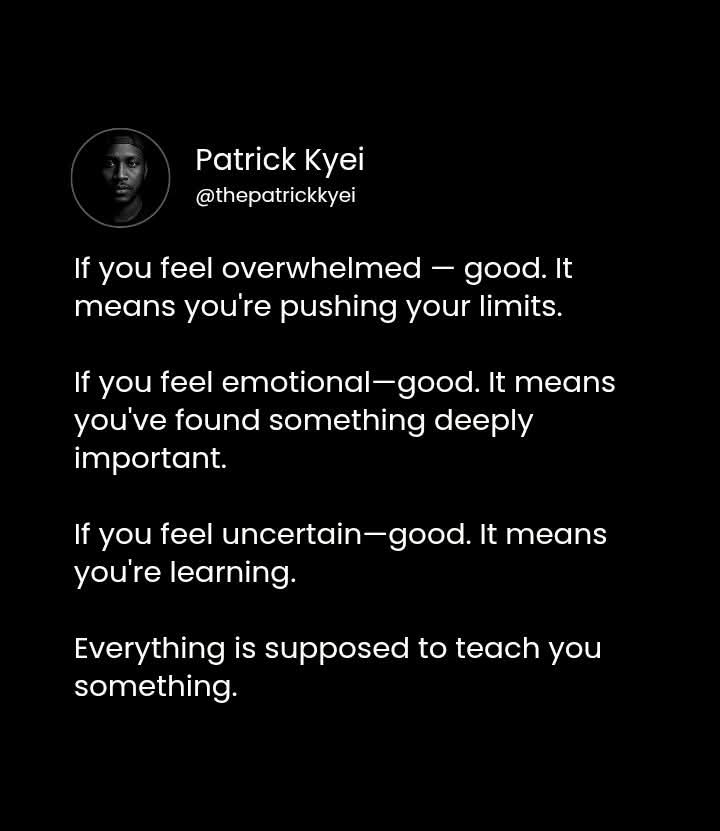 Patrick Kyei
@thepatrickkyei
If you feel overwhelmed — good. It
means you're pushing your limits.
If you feel emotional—good. It means
you've found something deeply
important.
If you feel uncertain—good. It means
you're learning.
Everything is supposed to teach you
something.